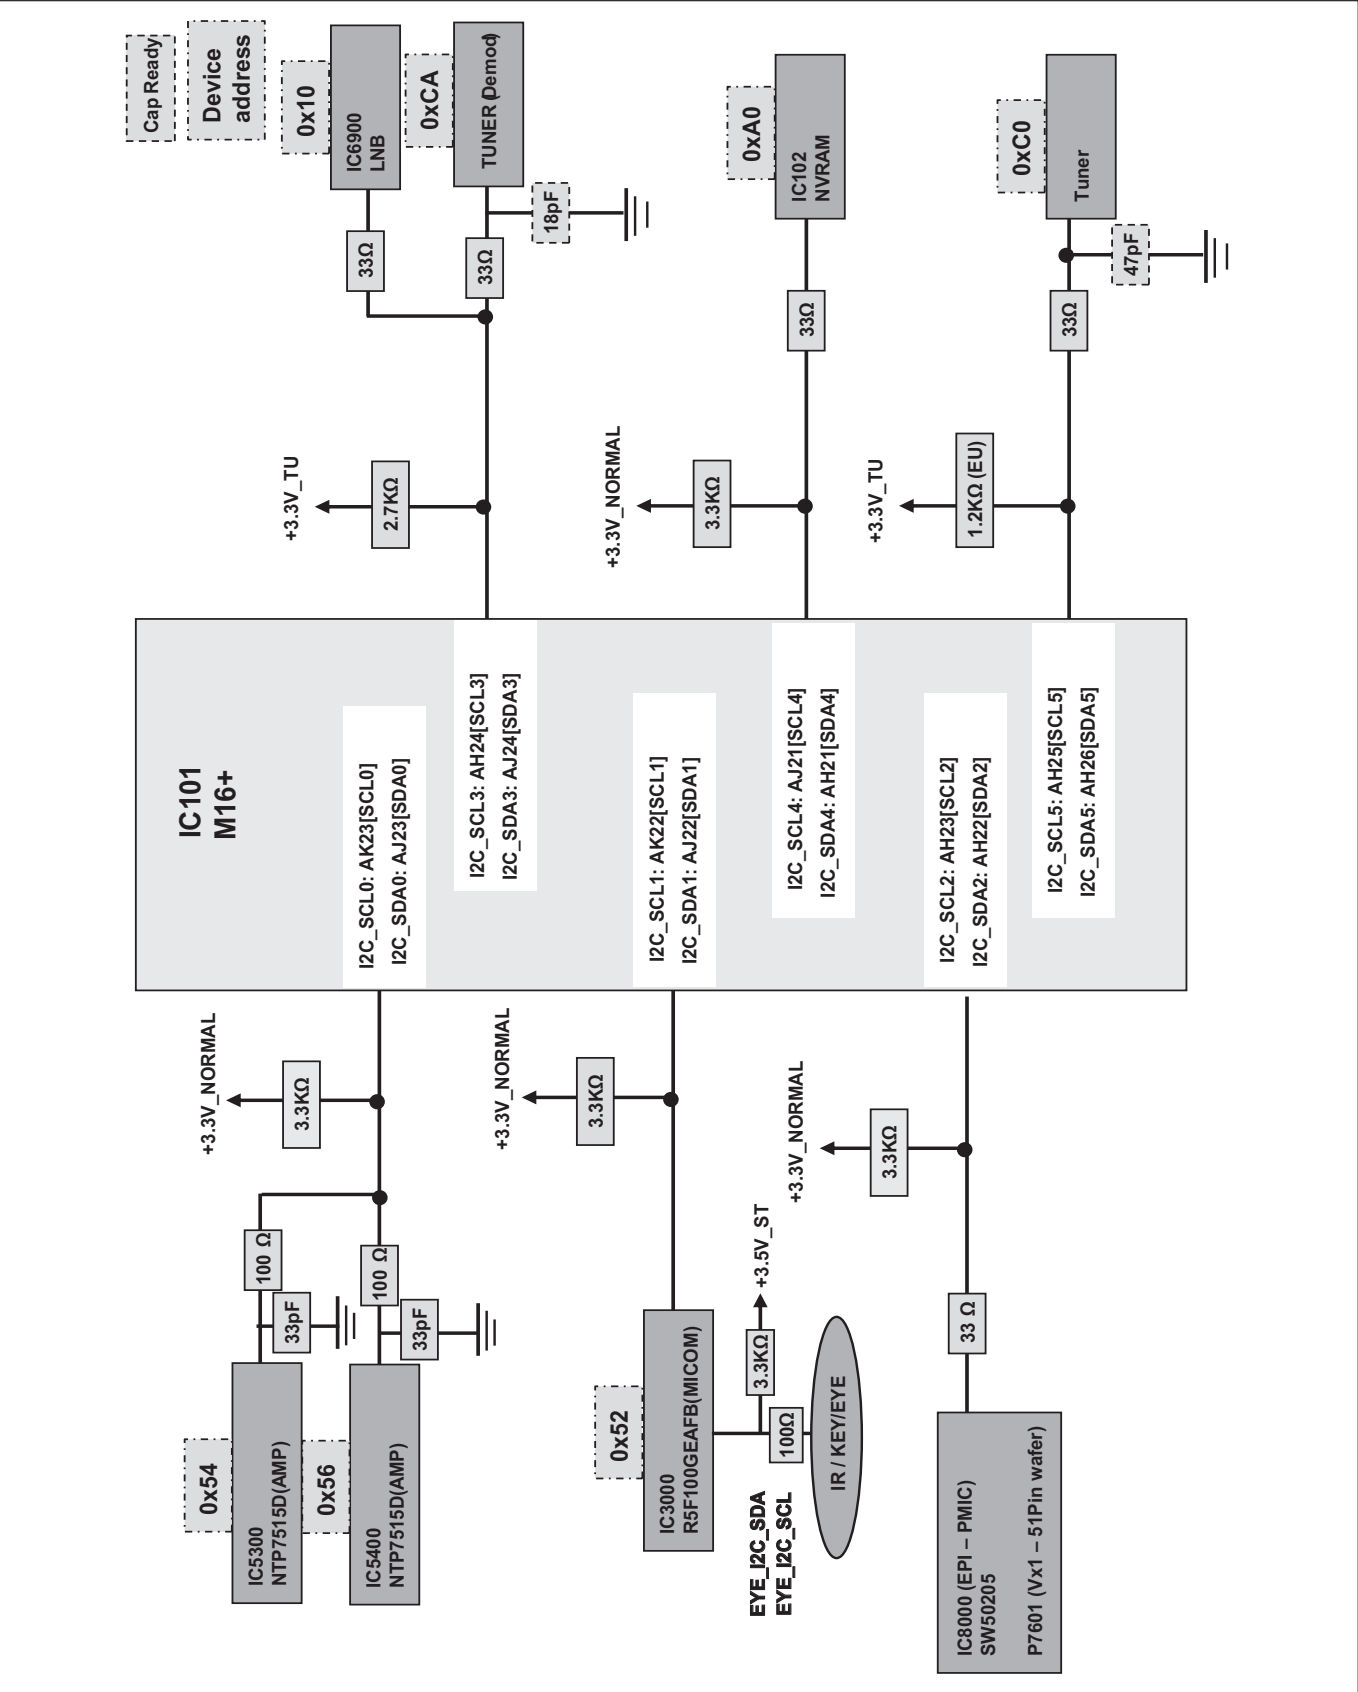 Cap Ready
Device
address
0x10
IC6900
LNB
0xCA
TUNER (Demod)
33Ω
33Ω
18pF
+3.3V_TU
2.7KΩ
0xA0
IC102
NVRAM
33Ω
+3.3V_NORMAL
3.3KΩ
0xC0
Tuner
47pF
33Ω
+3.3V_TU
1.2KΩ (EU)
IC101
M16+
I2C_SCL0: AK23[SCL0]
I2C_SDA0: AJ23[SDA0]
I2C_SCL3: AH24[SCL3]
I2C_SDA3: AJ24[SDA3]
I2C_SCL1: AK22[SCL1]
I2C_SDA1: AJ22[SDA1]
I2C_SCL4: AJ21[SCL4]
I2C_SDA4: AH21[SDA4]
I2C_SCL2: AH23[SCL2]
I2C_SDA2: AH22[SDA2]
I2C_SCL5: AH25[SCL5]
I2C_SDA5: AH26[SDA5]
+3.3V_NORMAL
3.3KΩ
100 Ω
100 Ω
33pF
33pF
0x54
IC5300
NTP7515D(AMP)
0x56
IC5400
NTP7515D(AMP)
+3.3V_NORMAL
3.3KΩ
0x52
IC3000
R5F100GEAFB(MICOM)
+3.5V_ST
3.3KΩ
100Ω
EYE_I2C_SDA
EYE_I2C_SCL
IR / KEY/EYE
+3.3V_NORMAL
3.3KΩ
33 Ω
IC8000 (EPI – PMIC)
SW50205
P7601 (Vx1 – 51Pin wafer)